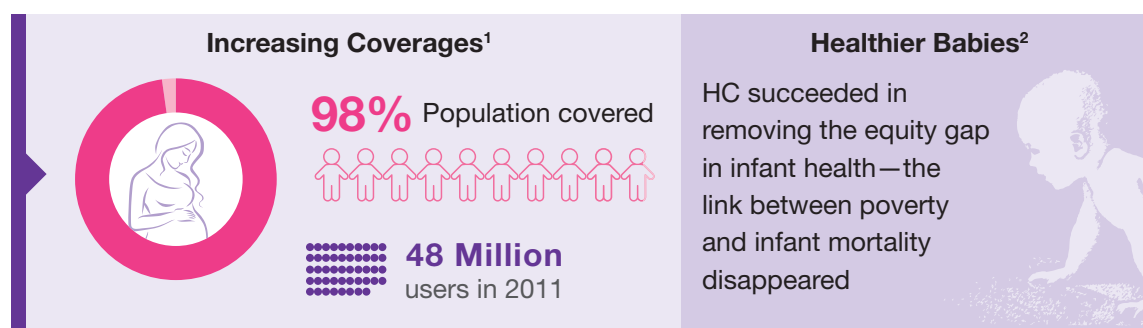 Increasing Coverages¹
98% Population covered
48 Million
users in 2011
Healthier Babies²
HC succeeded in
removing the equity gap
in infant health—the
link between poverty
and infant mortality
disappeared